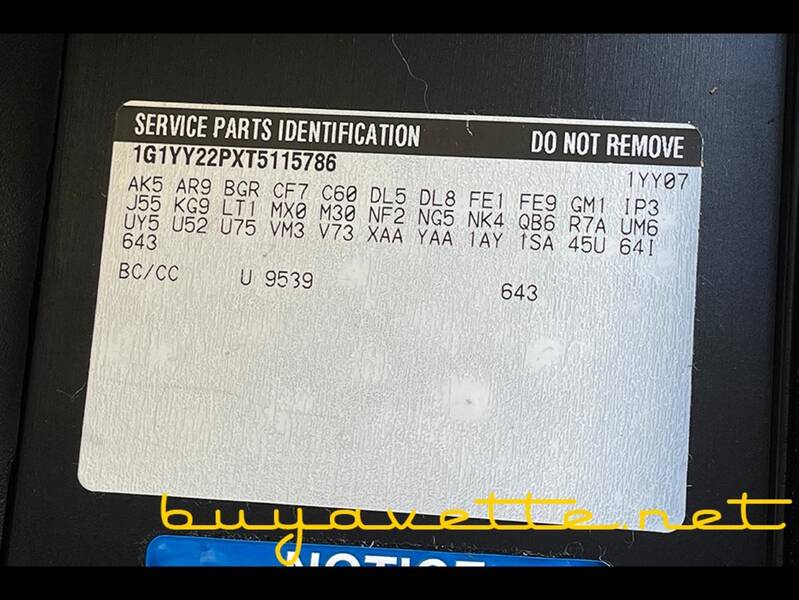 SERVICE PARTS IDENTIFICATION DO NOT REMOVE
1G1YY22PXT5115786 1YY07
AK5 AR9 BGR CF7 C60 DL5 DL8 FE1 FE9 GM1 IP3
J55 KG9 LT1 MX0 M30 NF2 NG5 NK4 QB6 R7A UM6
UY5 U52 U75 VM3 V73 XAA YAA 1AY 1SA 45U 64I
643
BC/CC U 9539 643
buyavette.net
NOTICE